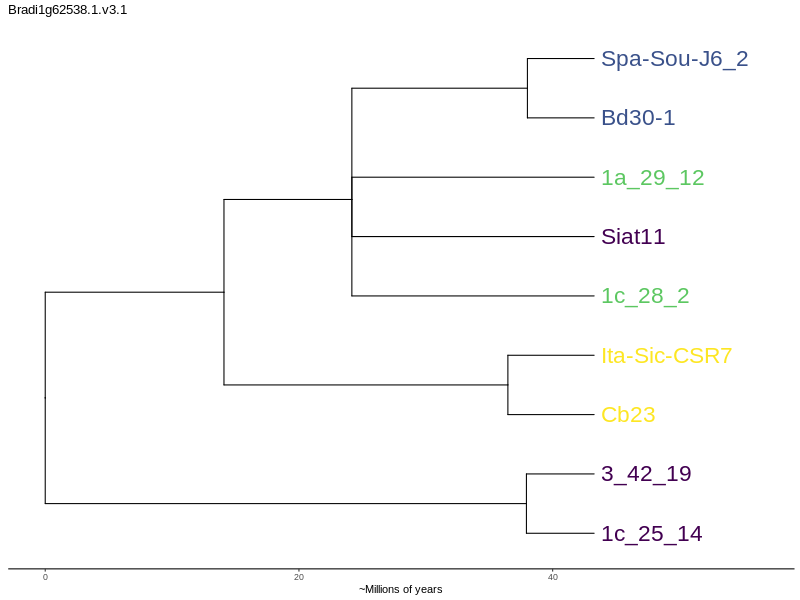 Bradi1g62538.1.v3.1
Spa-Sou-J6_2
Bd30-1
1a_29_12
Siat11
1c_28_2
Ita-Sic-CSR7
Cb23
3_42_19
1c_25_14
0 20 40
~Millions of years